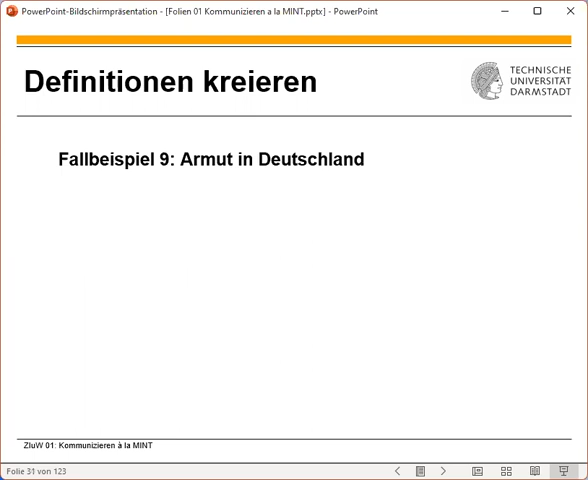 PowerPoint-Bildschirmpräsentation - [Folien 01 Kommunizieren a la MINT.pptx] - PowerPoint
Definitionen kreieren
TECHNISCHE
UNIVERSITÄT
DARMSTADT
Fallbeispiel 9: Armut in Deutschland
ZIuW 01: Kommunizieren à la MINT
Folie 31 von 123